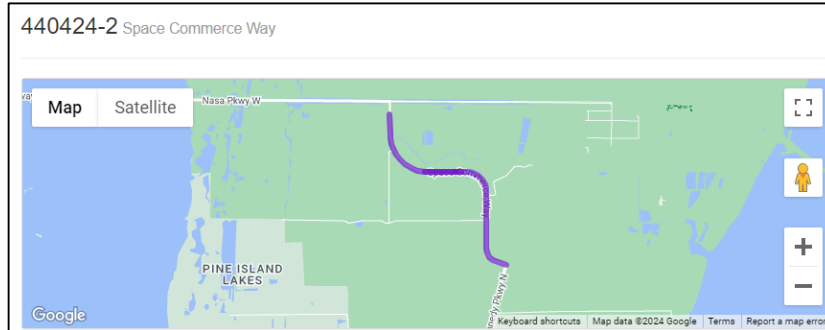 440424-2 Space Commerce Way
Map Satellite
Nasa Pkwy W
PINE ISLAND
LAKES
Google
Keyboard shortcuts Map data ©2024 Google Terms Report a map error